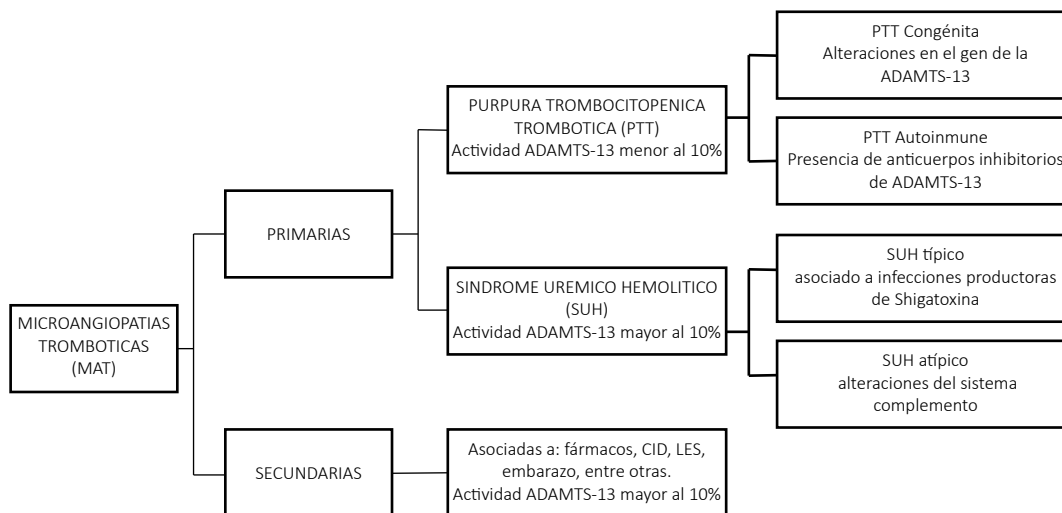 MICROANGIOPATIAS
TROMBOTICAS
(MAT)
PRIMARIAS
PURPURA TROMBOCITOPENICA
TROMBOTICA (PTT)
Actividad ADAMTS-13 menor al 10%
PTT Congénita
Alteraciones en el gen de la
ADAMTS-13
PTT Autoinmune
Presencia de anticuerpos inhibitorios
de ADAMTS-13
SINDROME UREMICO HEMOLITICO
(SUH)
Actividad ADAMTS-13 mayor al 10%
SUH típico
asociado a infecciones productoras
de Shigatoxina
SUH atípico
alteraciones del sistema
complemento
SECUNDARIAS
Asociadas a: fármacos, CID, LES,
embarazo, entre otras.
Actividad ADAMTS-13 mayor al 10%